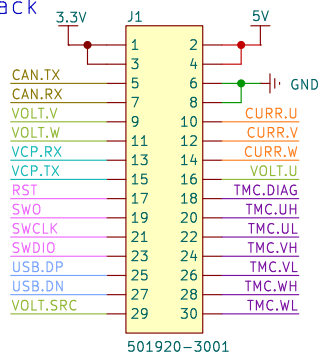 ack
3.3V J1 5V
1 2
3 4
CAN.TX 5 6 GND
CAN.RX 7 8
VOLT.V 9 10 CURR.U
VOLT.W 11 12 CURR.V
VCP.RX 13 14 CURR.W
VCP.TX 15 16 VOLT.U
RST 17 18 TMC.DIAG
SWO 19 20 TMC.UH
SWCLK 21 22 TMC.UL
SWDIO 23 24 TMC.VH
USB.DP 25 26 TMC.VL
USB.DN 27 28 TMC.WH
VOLT.SRC 29 30 TMC.WL
501920-3001